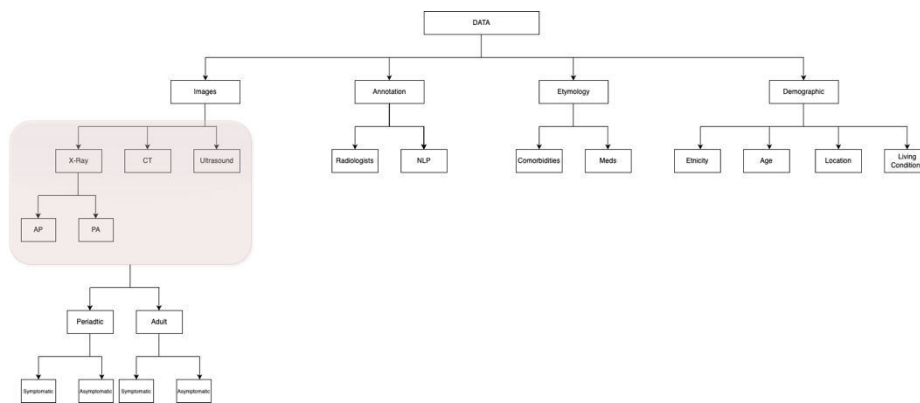 DATA
Images
Annotation
Etymology
Demographic
X-Ray
CT
Ultrasound
Radiologists
NLP
Comorbidities
Meds
Etnicity
Age
Location
Living
Condition
AP
PA
Periadtic
Adult
Symptomatic
Asymptomatic
Symptomatic
Asymptomatic